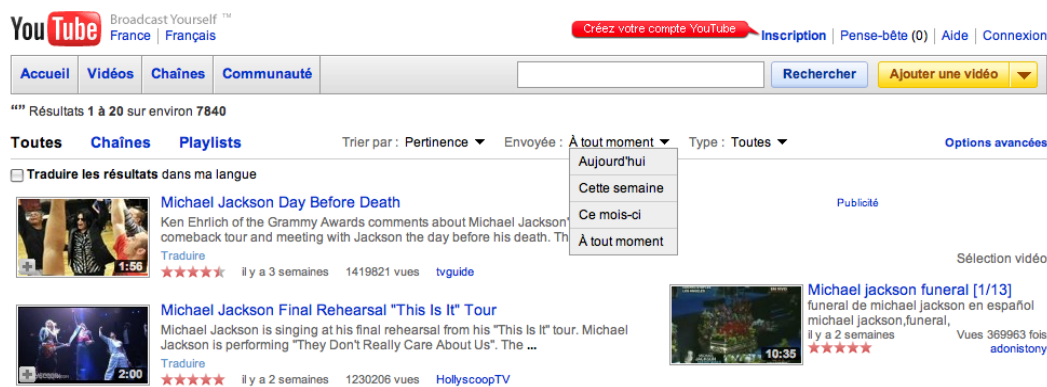 YouTube
Broadcast Yourself ™
France | Français
Créez votre compte YouTube
Inscription | Pense-bête (0) | Aide | Connexion
Accueil Vidéos Chaînes Communauté
Rechercher
Ajouter une vidéo
“” Résultats 1 à 20 sur environ 7840
Toutes Chaînes Playlists
Trier par : Pertinence ▼ Envoyée : À tout moment ▼ Type : Toutes ▼
Options avancées
Aujourd'hui
Cette semaine
Ce mois-ci
À tout moment
Traduire les résultats dans ma langue
Michael Jackson Day Before Death
Ken Ehrlich of the Grammy Awards comments about Michael Jackson'
comeback tour and meeting with Jackson the day before his death. Th
Traduire
il y a 3 semaines 1419821 vues tvguide
1:56
Michael Jackson Final Rehearsal "This Is It" Tour
Michael Jackson is singing at his final rehearsal from his "This Is It" tour. Michael
Jackson is performing "They Don't Really Care About Us". The ...
Traduire
il y a 2 semaines 1230206 vues HollyscoopTV
2:00
Publicité
Sélection vidéo
Michael jackson funeral [1/13]
funeral de michael jackson en español
michael jackson,funeral,
il y a 2 semaines Vues 369963 fois
adonistony
10:35